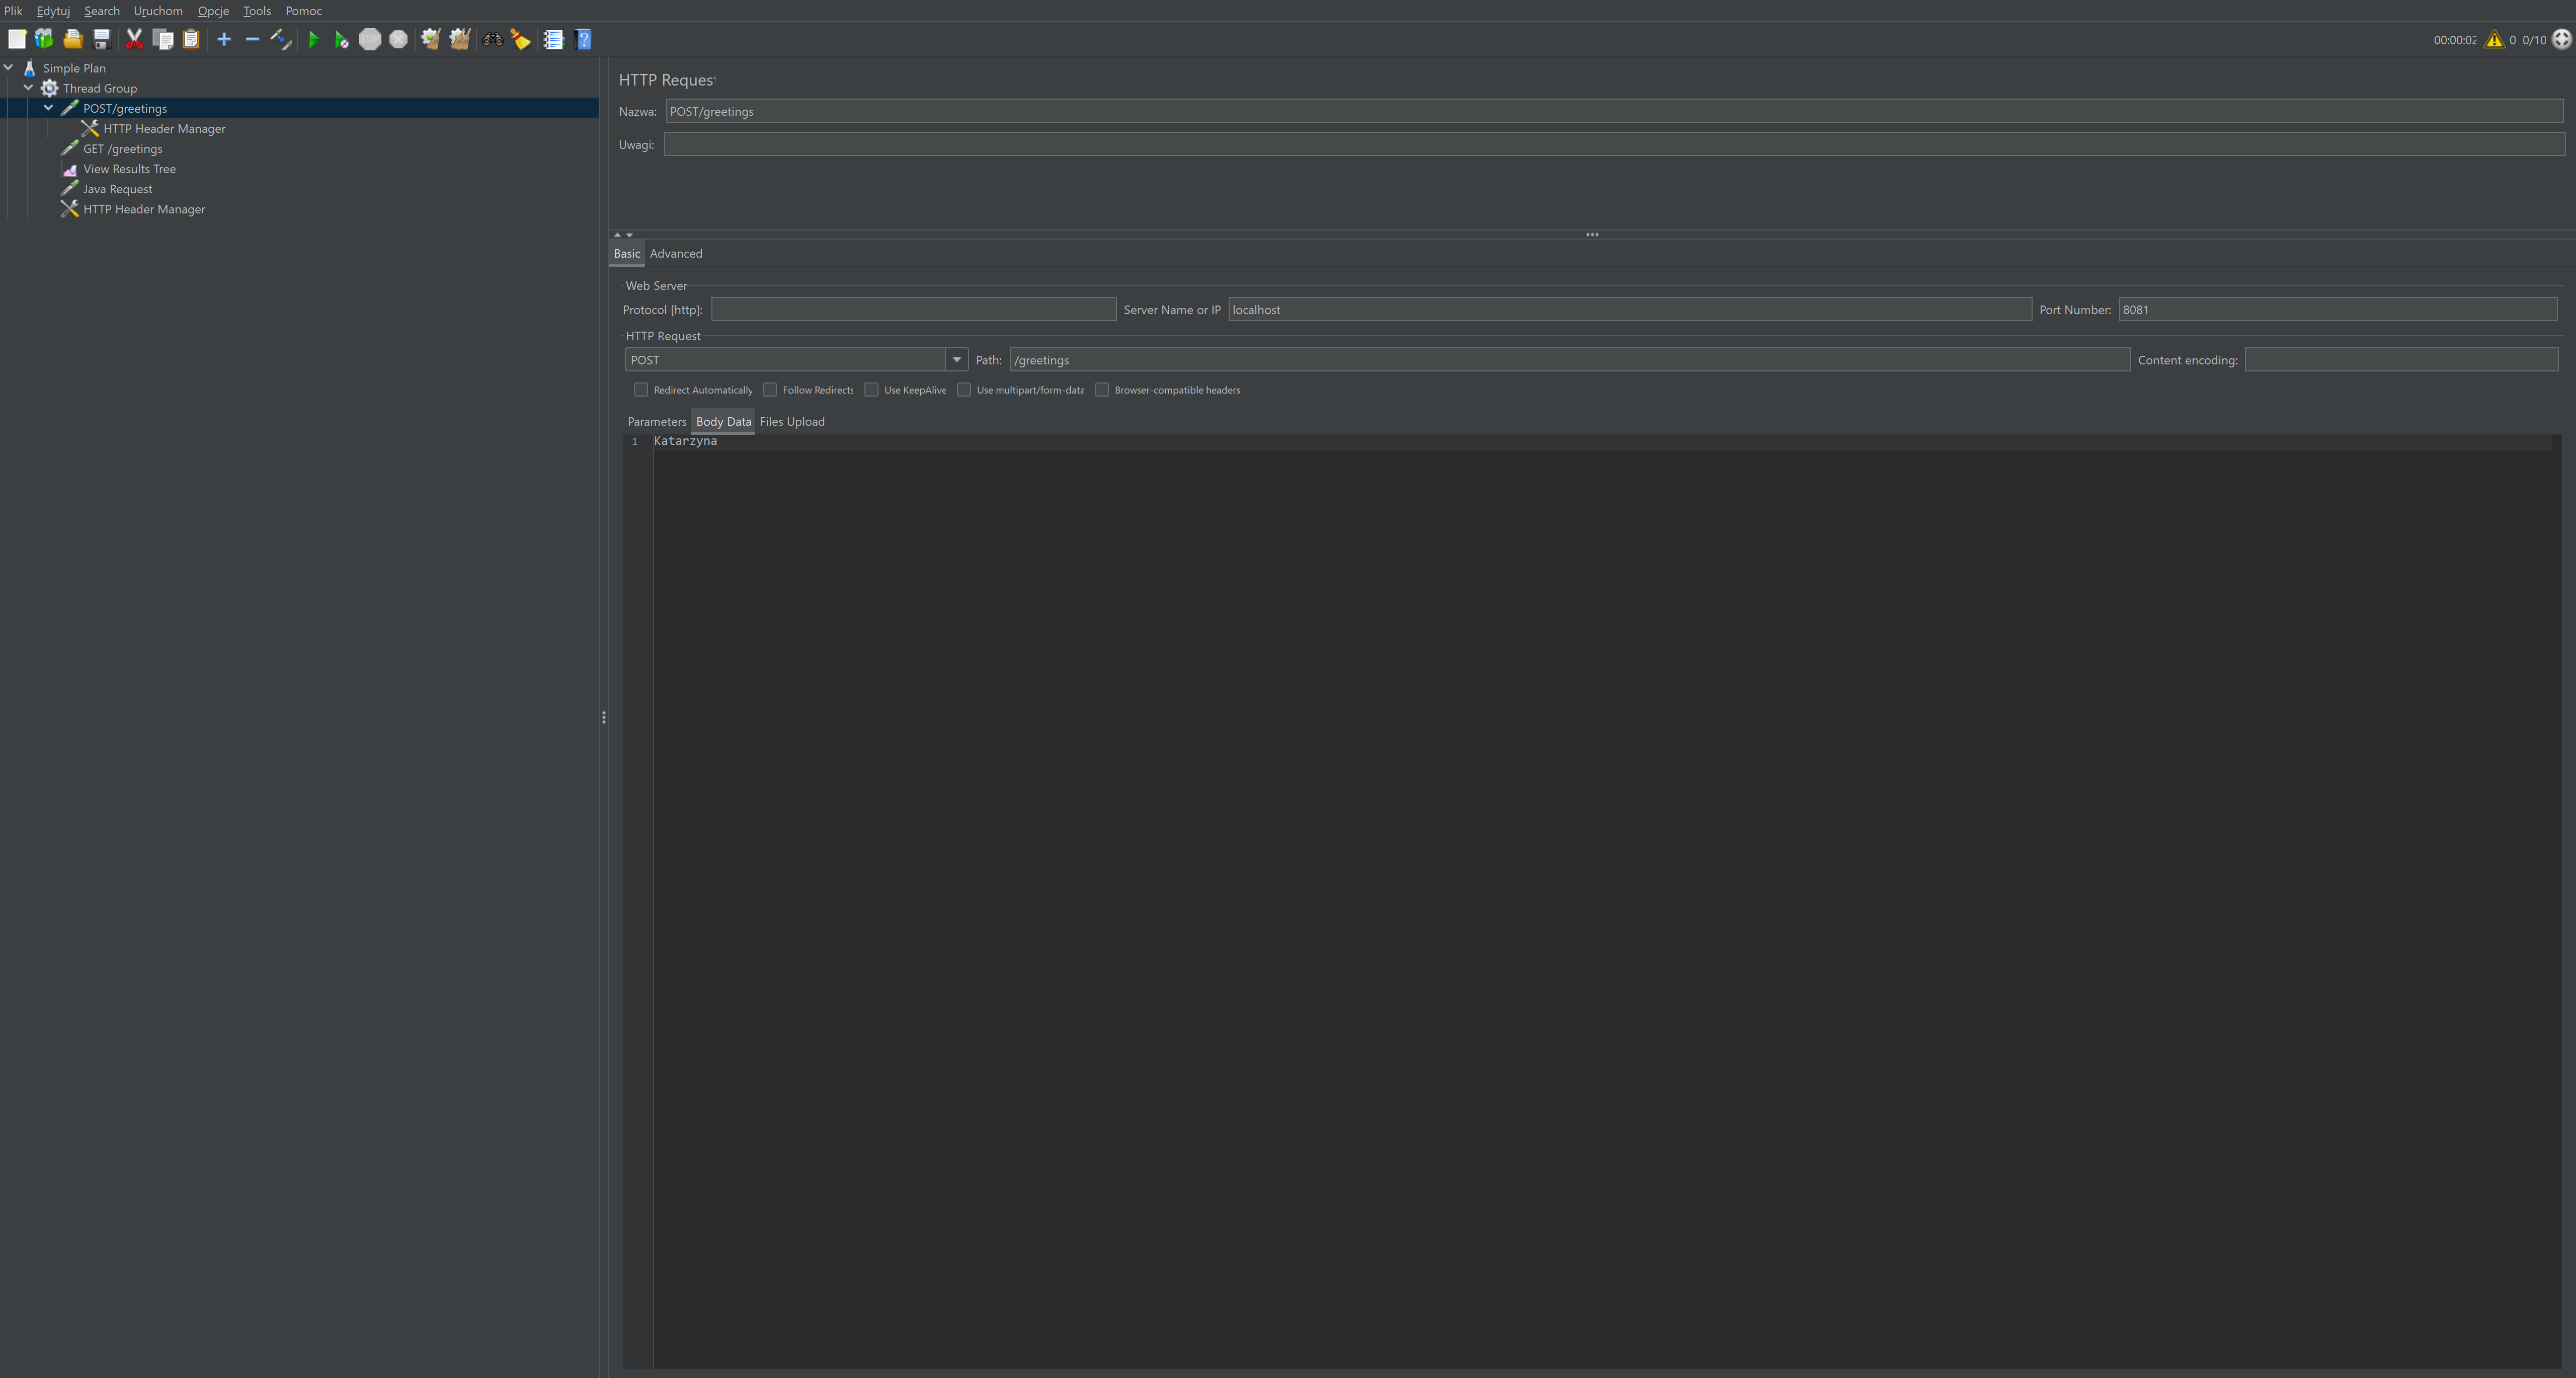 Plik Edytuj Search Uruchom Opcje Tools Pomoc
00:00:02 0 0/10
Simple Plan
Thread Group
POST/greetings
HTTP Header Manager
GET /greetings
View Results Tree
Java Request
HTTP Header Manager
HTTP Request
Nazwa: POST/greetings
Uwagi:
Basic Advanced
Web Server
Protocol [http]: Server Name or IP localhost Port Number: 8081
HTTP Request
POST Path: /greetings Content encoding:
Redirect Automatically Follow Redirects Use KeepAlive Use multipart/form-data Browser-compatible headers
Parameters Body Data Files Upload
1 Katarzyna